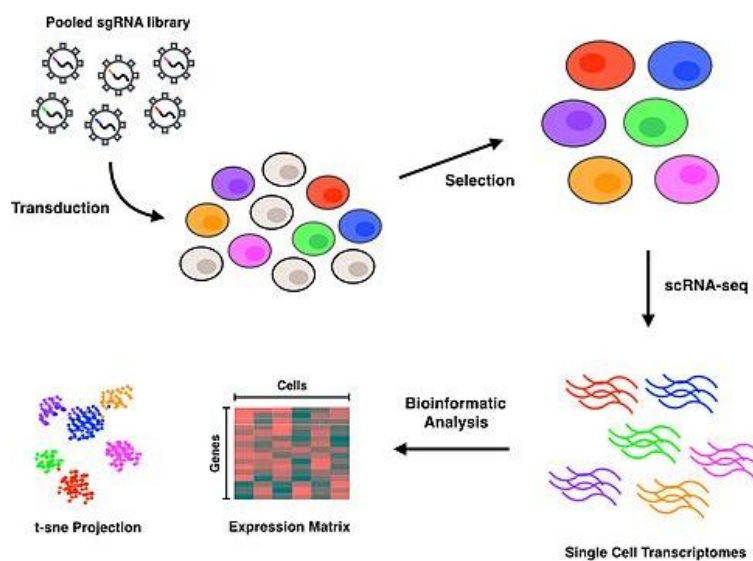 Pooled sgRNA library
Transduction
Selection
scRNA-seq
Single Cell Transcriptomes
Bioinformatic
Analysis
Cells
Genes
Expression Matrix
t-sne Projection